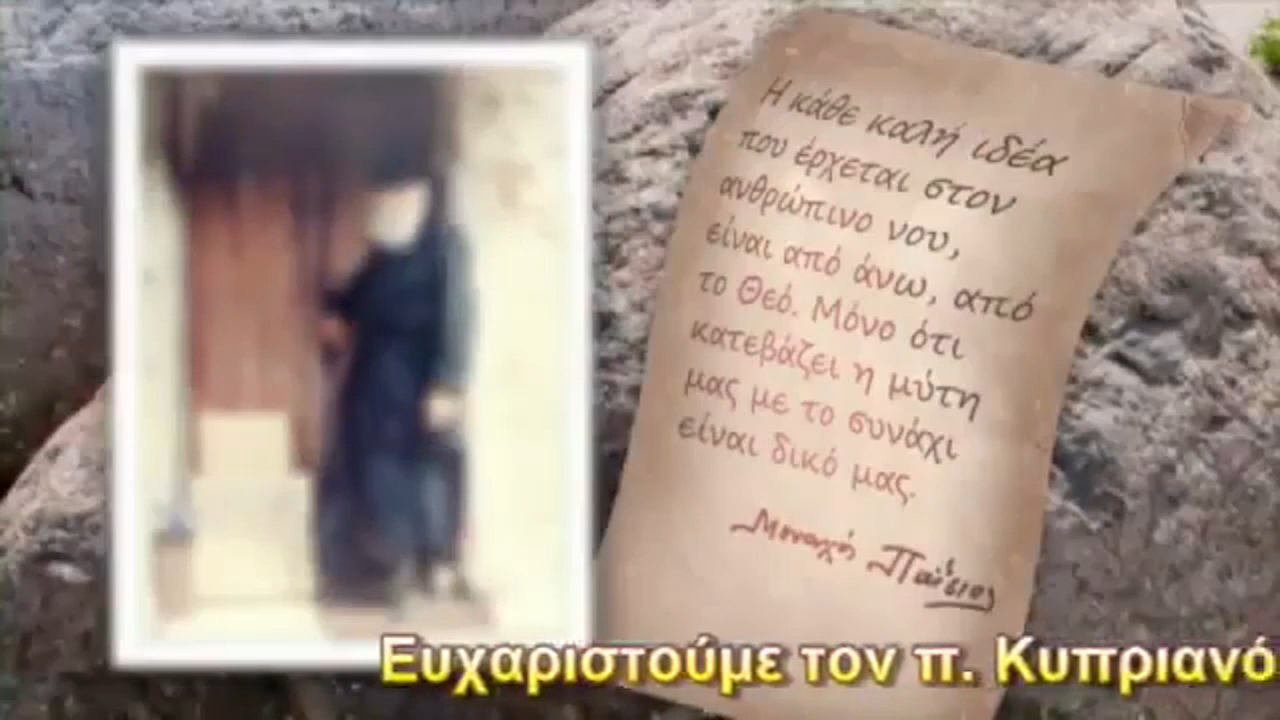 Η κάθε καλή ιδέα
που έρχεται στον
ανθρώπινο νου,
είναι από άνω, από
το Θεό. Μόνο ότι
κατεβάζει η μύτη
μας με το συνάχι
είναι δικό μας.
Μοναχός Παΐσιος
Ευχαριστούμε τον π. Κυπριανό